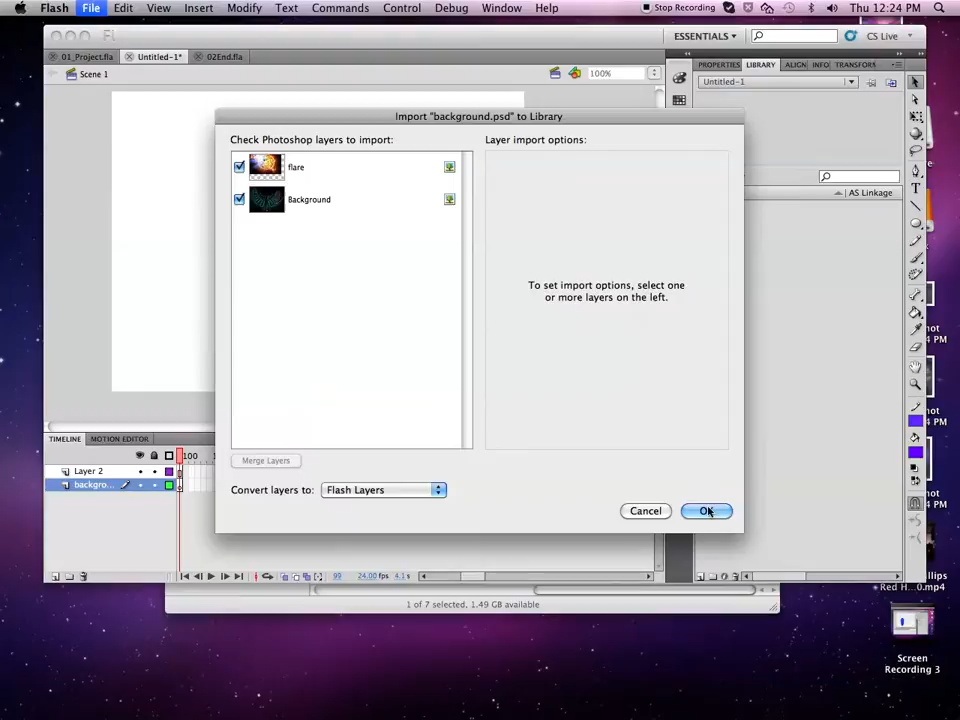 Flash File Edit View Insert Modify Text Commands Control Debug Window Help Stop Recording Thu 12:24 PM
Fl ESSENTIALS CS Live
01_Project.fla Untitled-1* 02End.fla PROPERTIES LIBRARY ALIGN INFO TRANSFORM
Scene 1 100% Untitled-1
Import "background.psd" to Library
Check Photoshop layers to import: Layer import options:
flare
AS Linkage
Background
To set import options, select one
or more layers on the left.
TIMELINE MOTION EDITOR
100
Layer 2
backgro...
Merge Layers
Convert layers to: Flash Layers
Cancel OK
99 24.00 fps 4.1 s
1 of 7 selected, 1.49 GB available
Screen
Recording 3